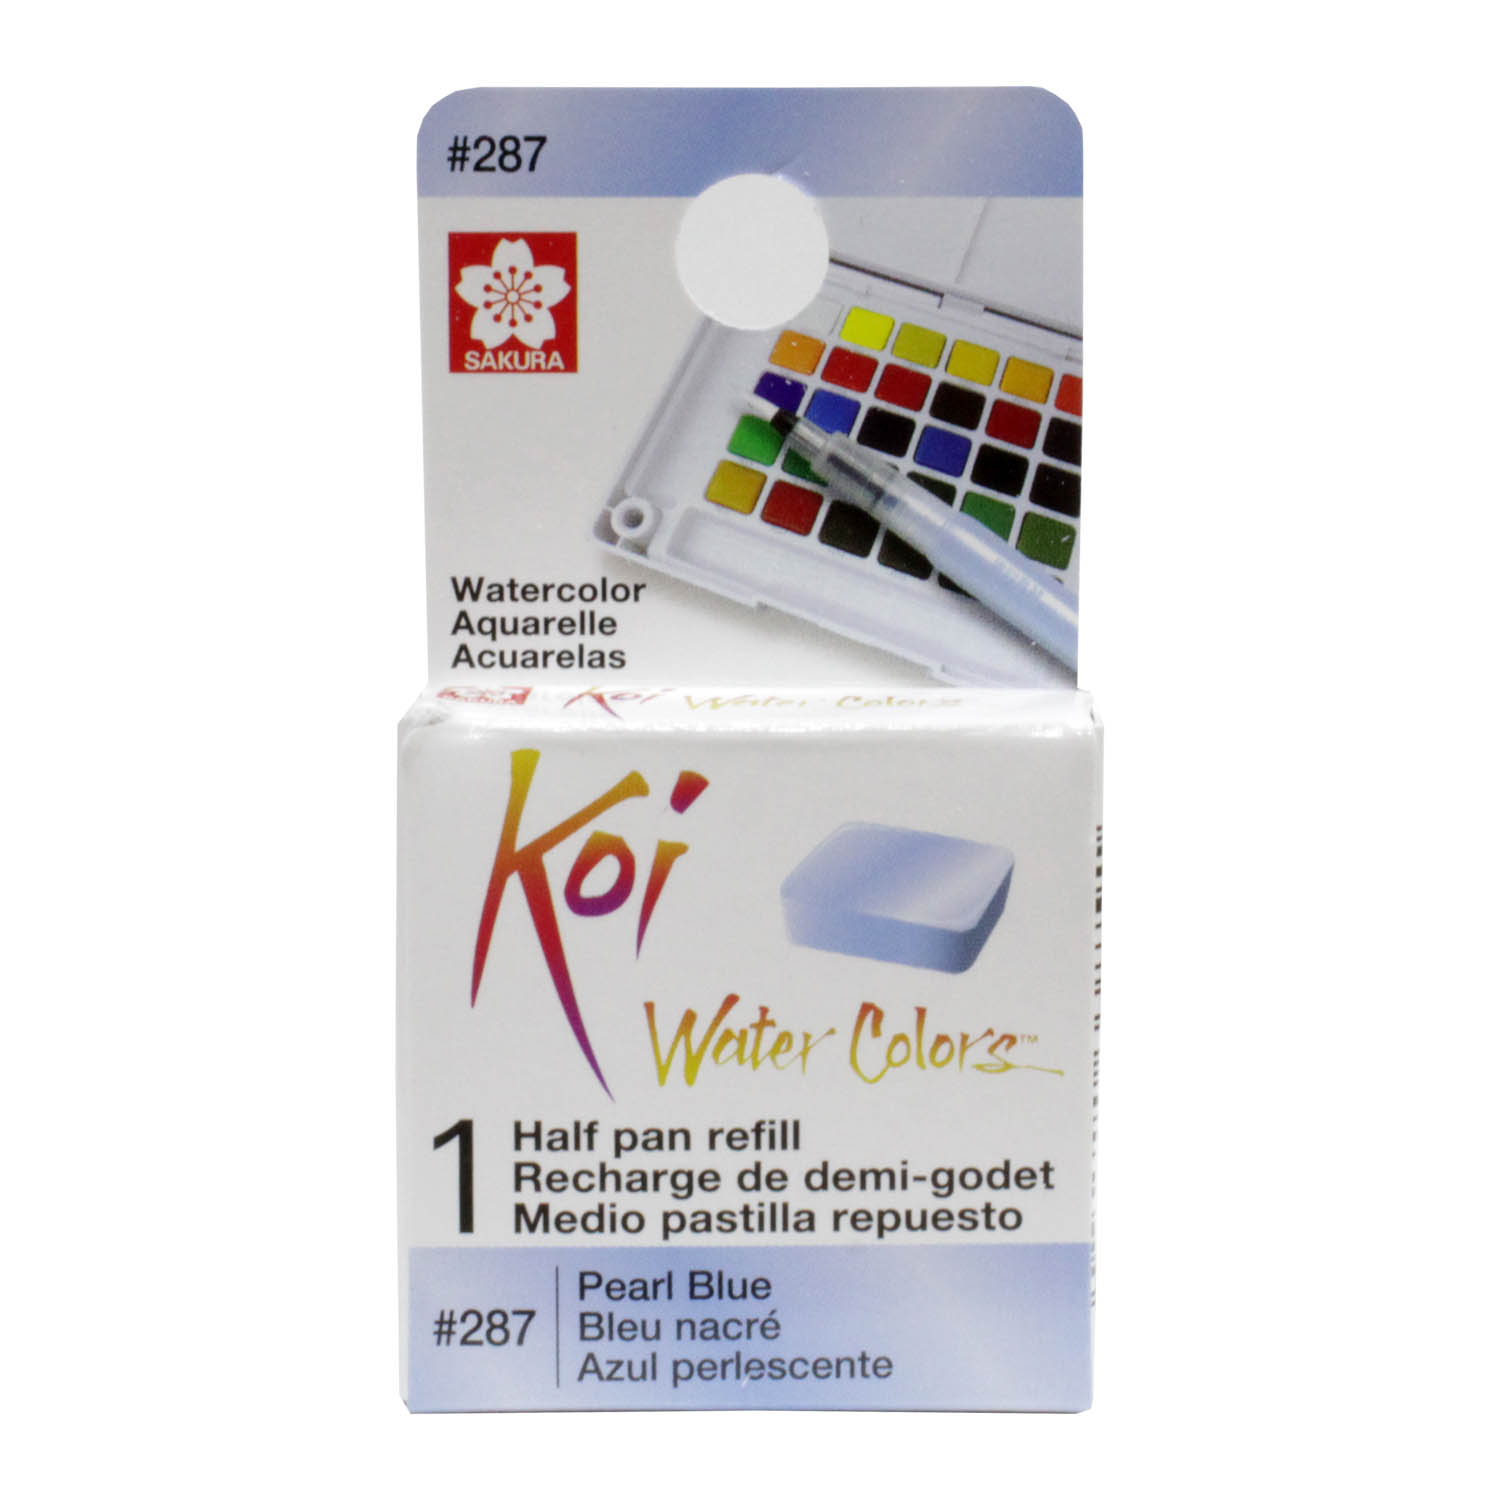 #287
SAKURA
Watercolor
Aquarelle
Acuarelas
Koi Water Colors
Koi
Water Colors™
1
Half pan refill
Recharge de demi-godet
Medio pastilla repuesto
#287
Pearl Blue
Bleu nacré
Azul perlescente